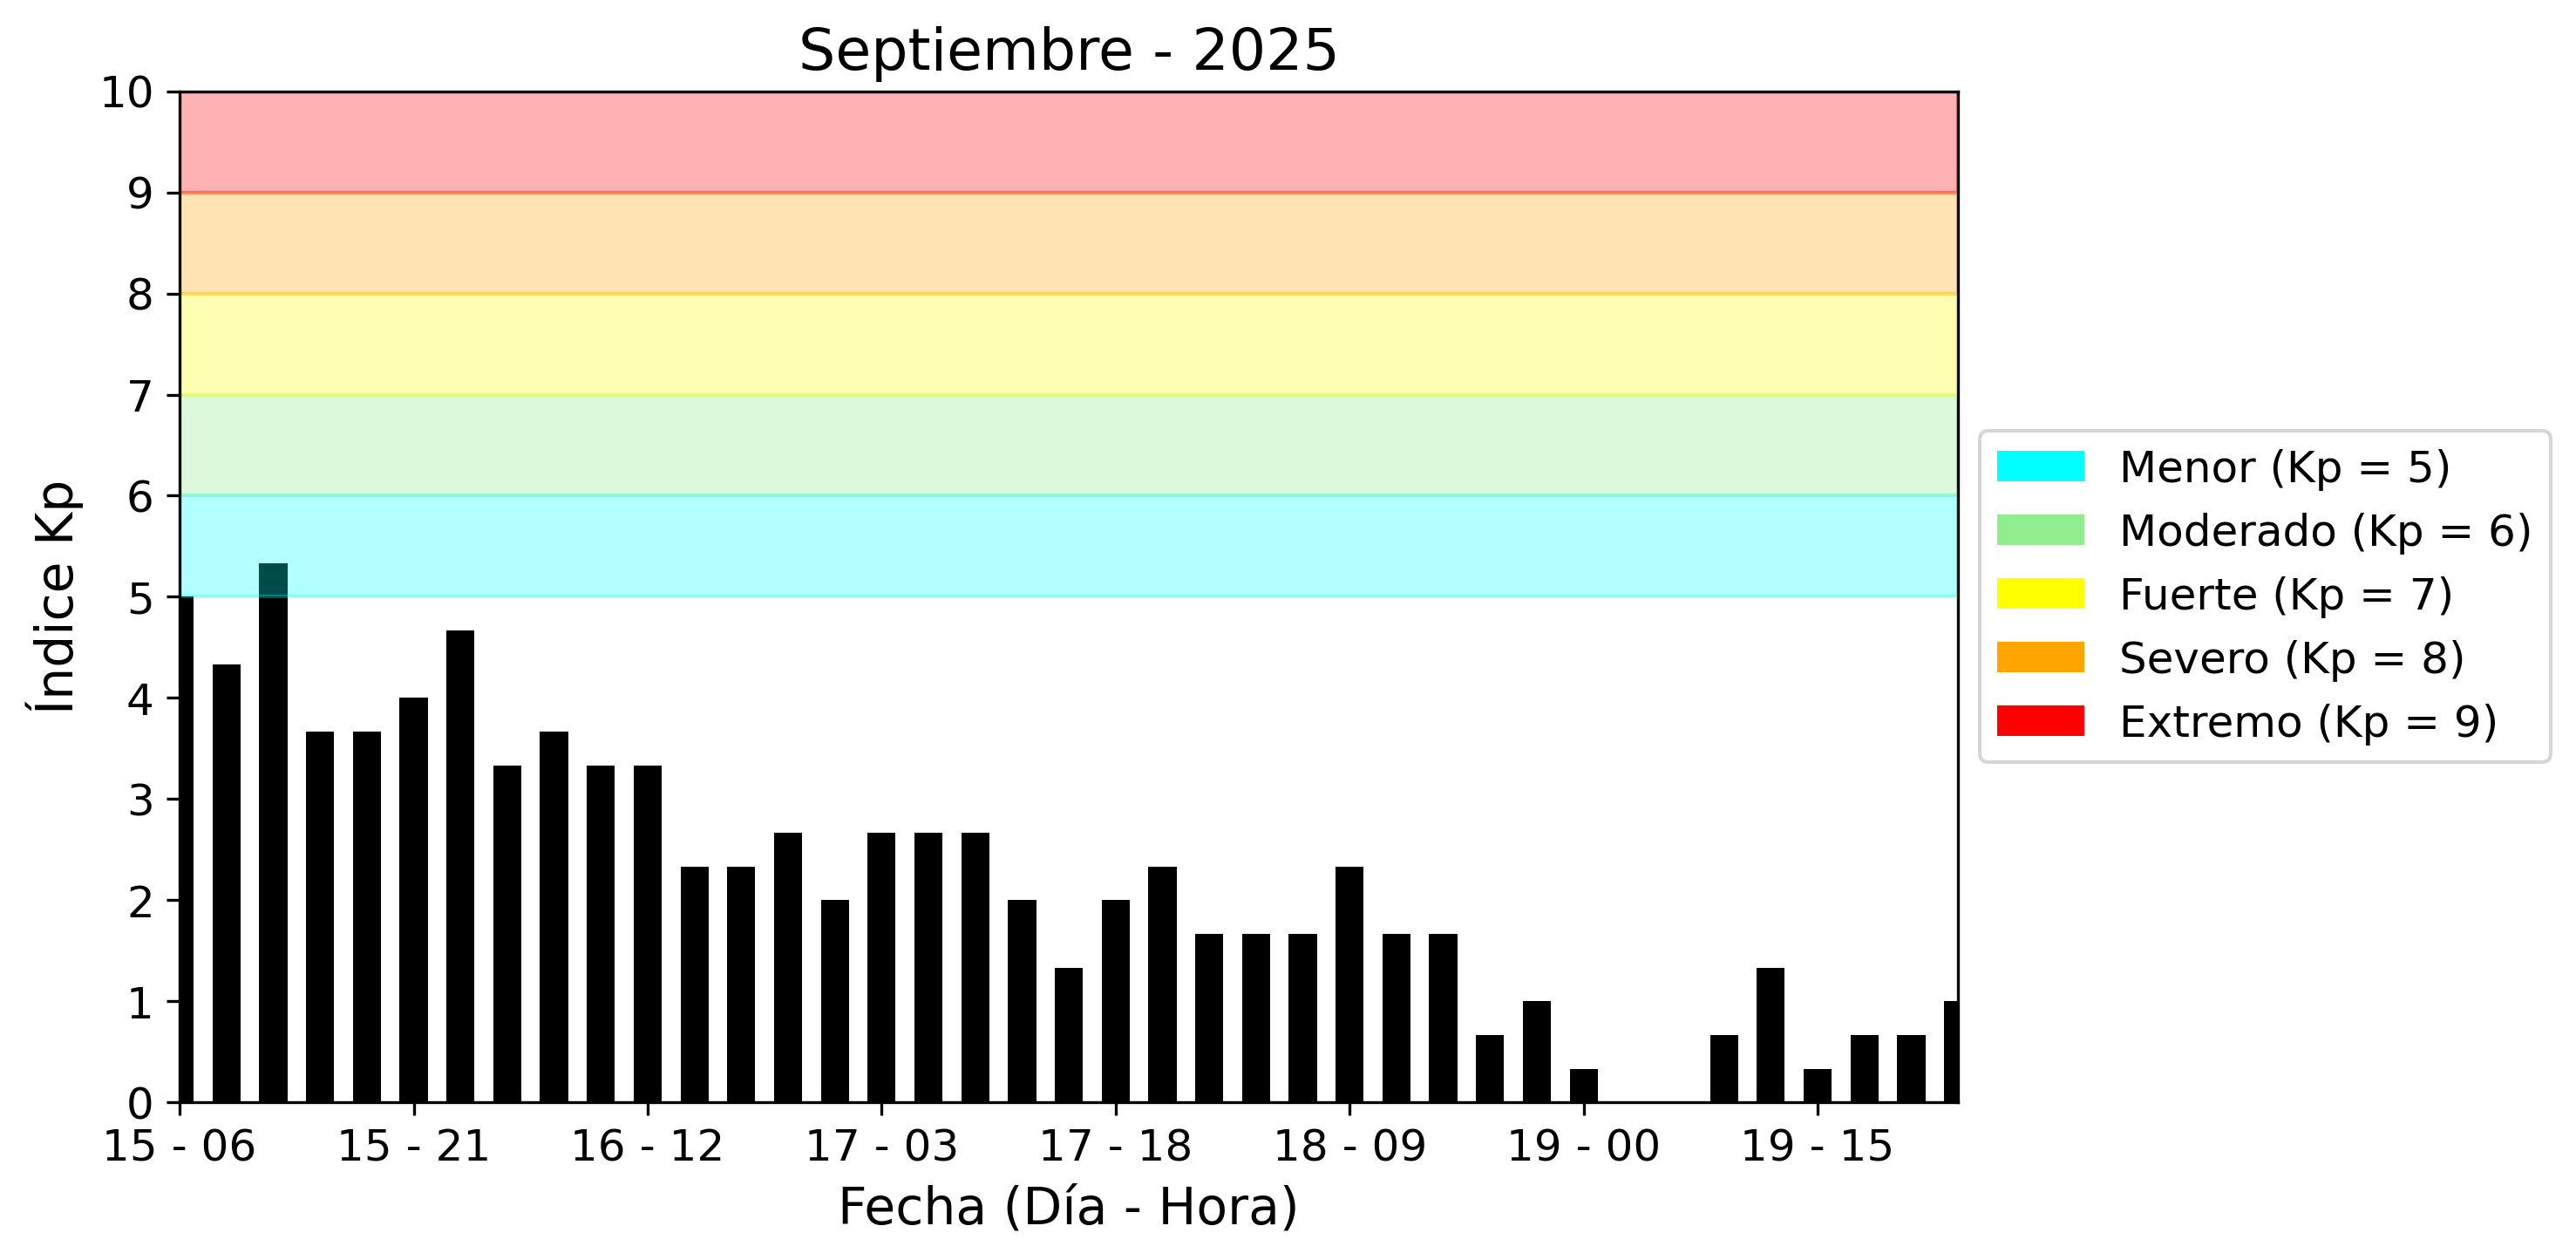 Septiembre - 2025
10
9
8
7
6
5
4
3
2
1
0
Índice Kp
15 - 06
15 - 21
16 - 12
17 - 03
17 - 18
18 - 09
19 - 00
19 - 15
Fecha (Día - Hora)
Menor (Kp = 5)
Moderado (Kp = 6)
Fuerte (Kp = 7)
Severo (Kp = 8)
Extremo (Kp = 9)